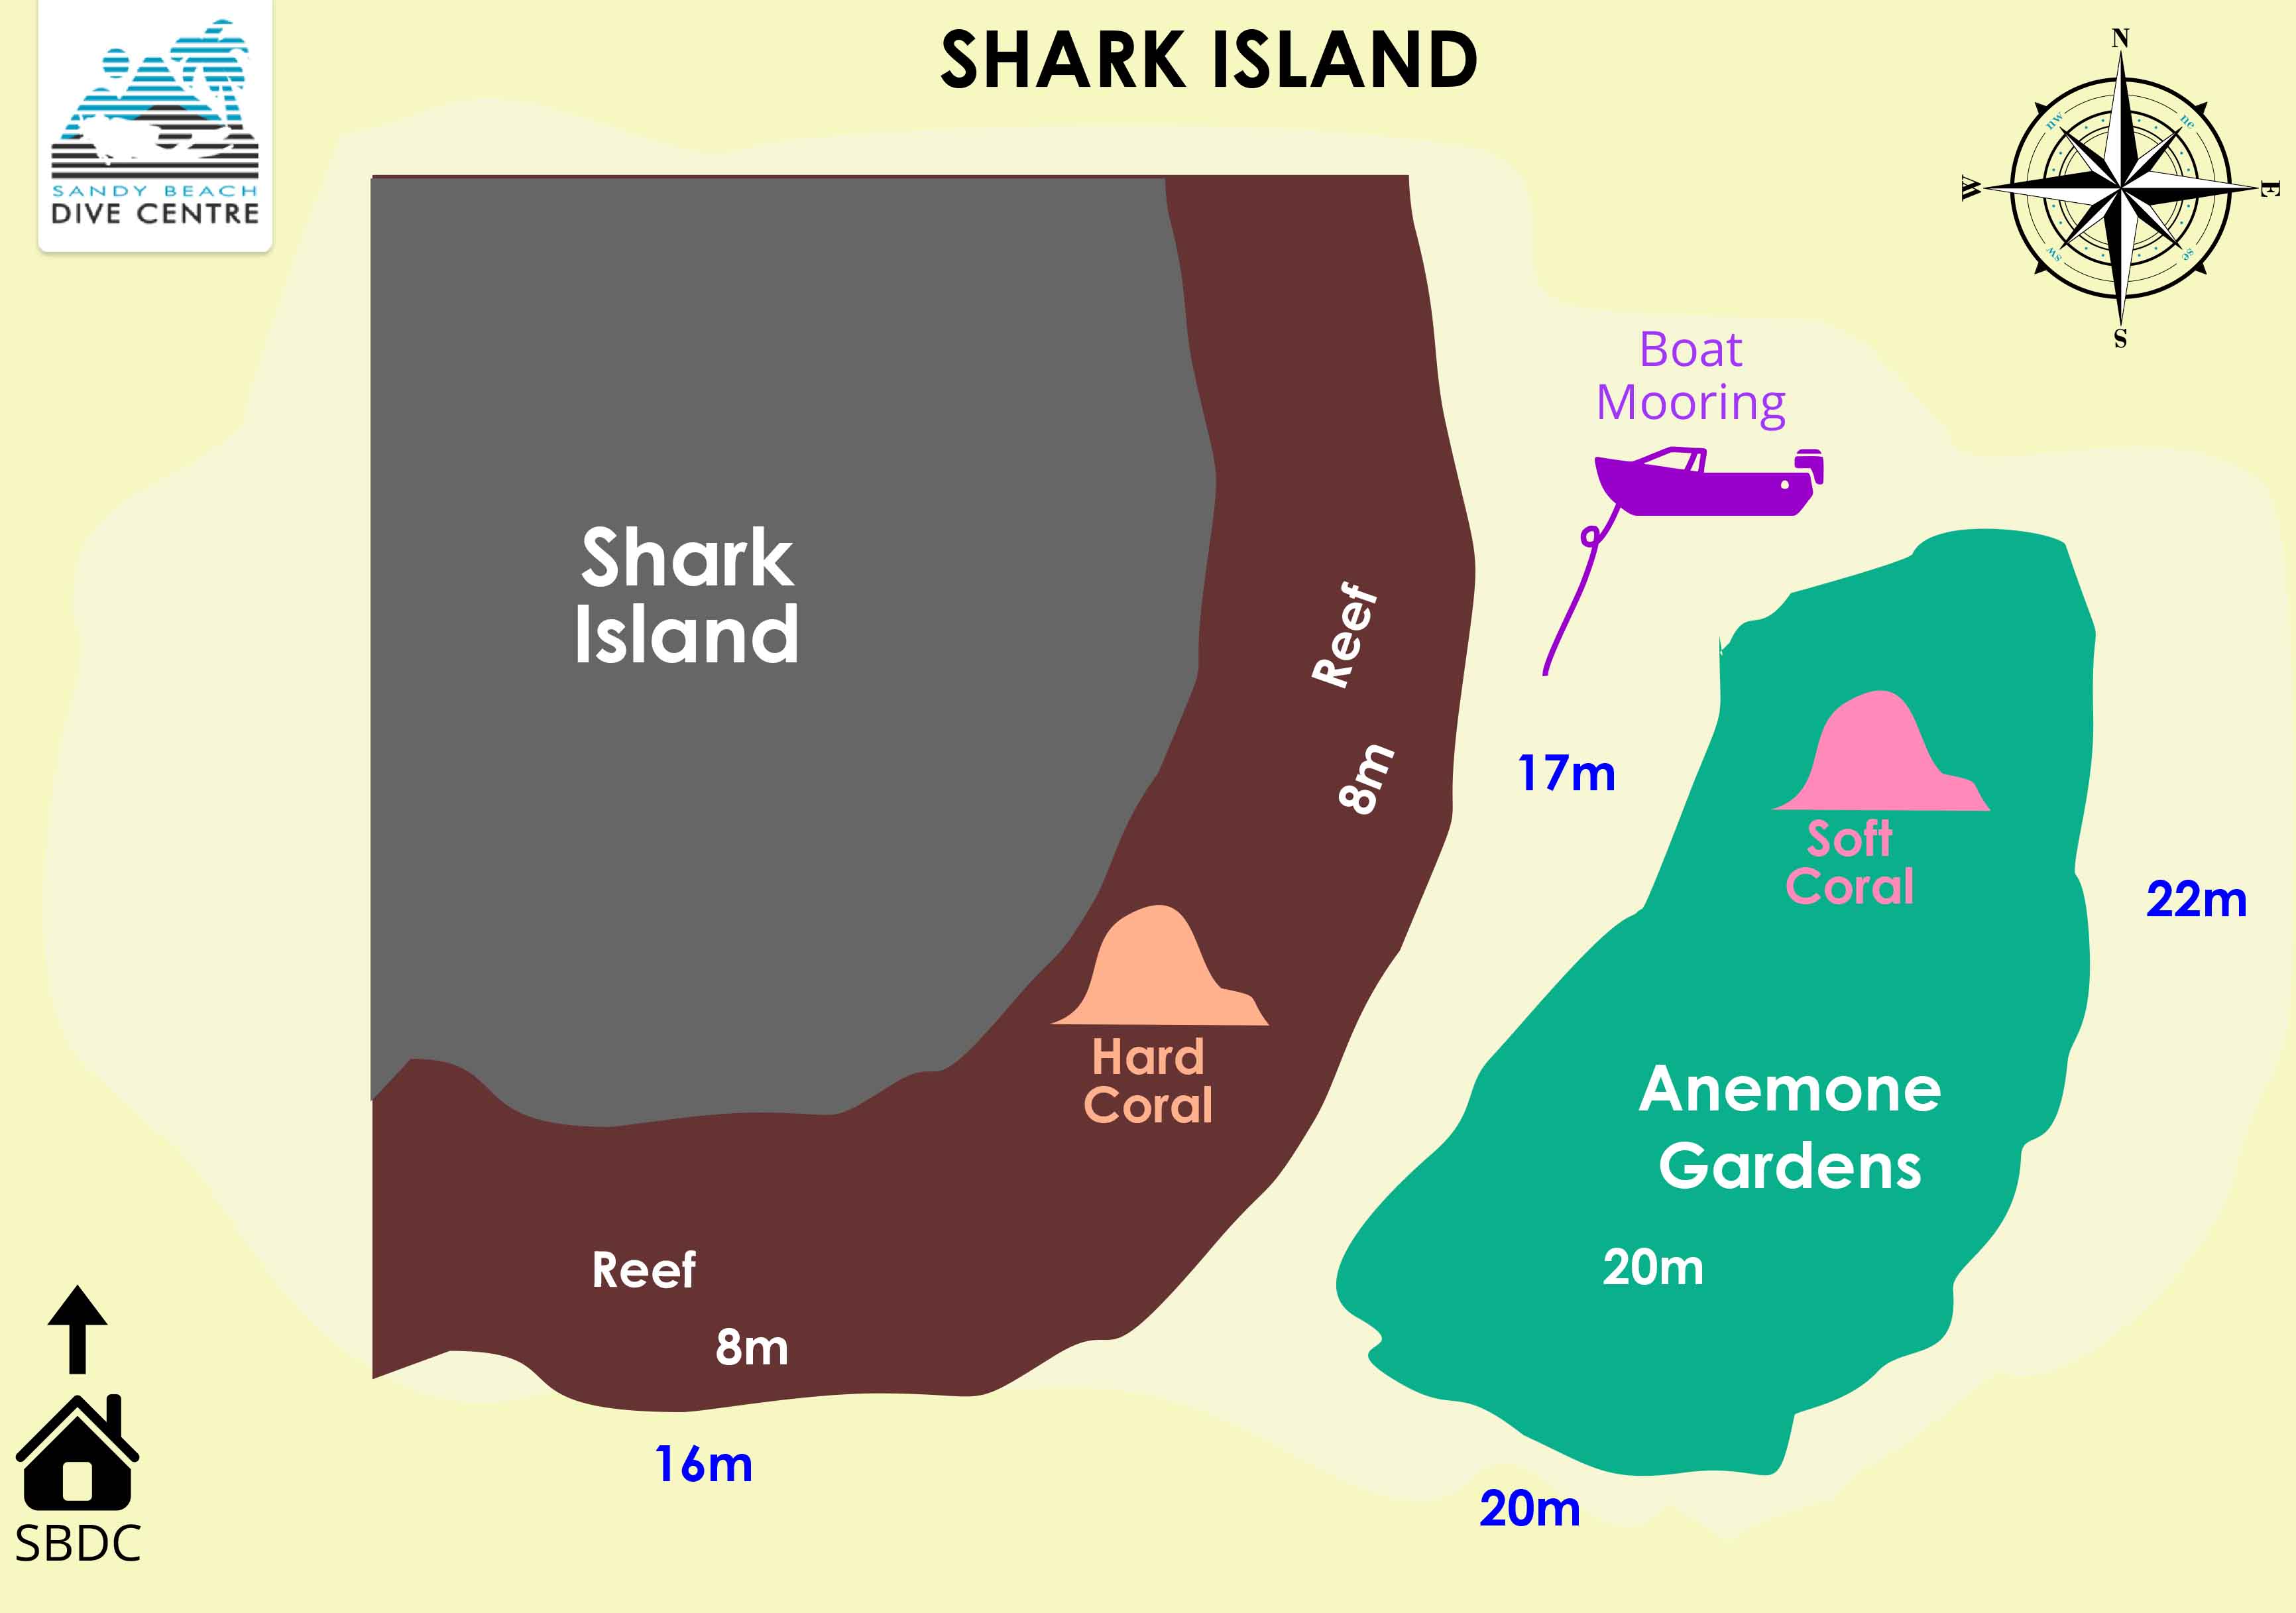 SHARK ISLAND
SANDY BEACH
DIVE CENTRE
N
nw
ne
W
E
sw
se
S
Boat
Mooring
Shark
Island
Reef
8m
17m
Soft
Coral
22m
Hard
Coral
Anemone
Gardens
20m
Reef
8m
16m
20m
SBDC